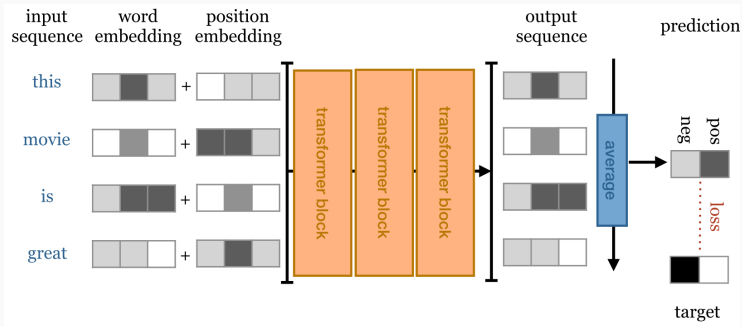 input
sequence
word
embedding
position
embedding
output
sequence
prediction
this
+
movie
+
is
+
great
+
transformer block
transformer block
transformer block
average
neg
pos
loss
target